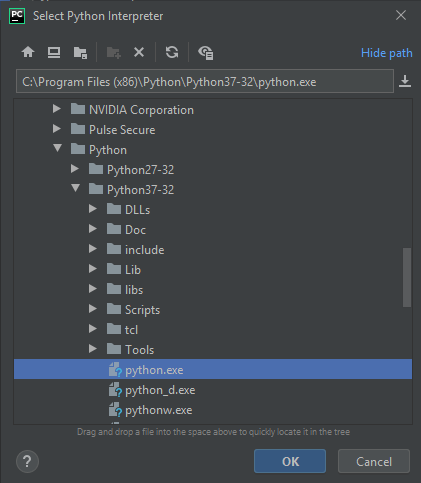 PC Select Python Interpreter
Hide path
C:\Program Files (x86)\Python\Python37-32\python.exe
NVIDIA Corporation
Pulse Secure
Python
Python27-32
Python37-32
DLLs
Doc
include
Lib
libs
Scripts
tcl
Tools
python.exe
python_d.exe
pythonw.exe
Drag and drop a file into the space above to quickly locate it in the tree
? OK Cancel